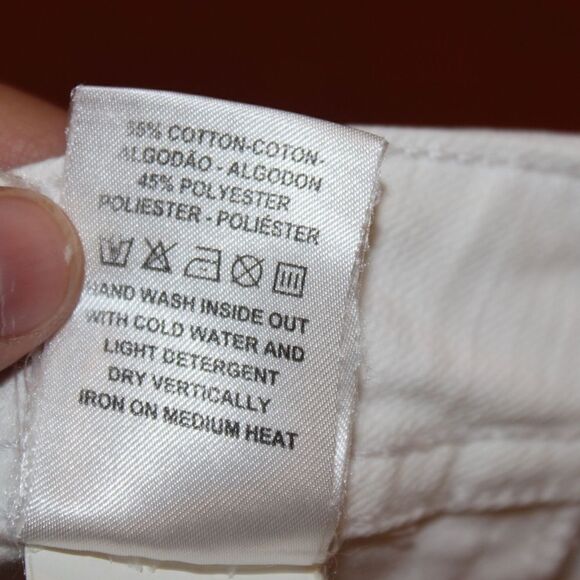 55% COTTON-COTON-
ALGODÃO - ALGODON
45% POLYESTER
POLIESTER - POLIÉSTER
HAND WASH INSIDE OUT
WITH COLD WATER AND
LIGHT DETERGENT
DRY VERTICALLY
IRON ON MEDIUM HEAT